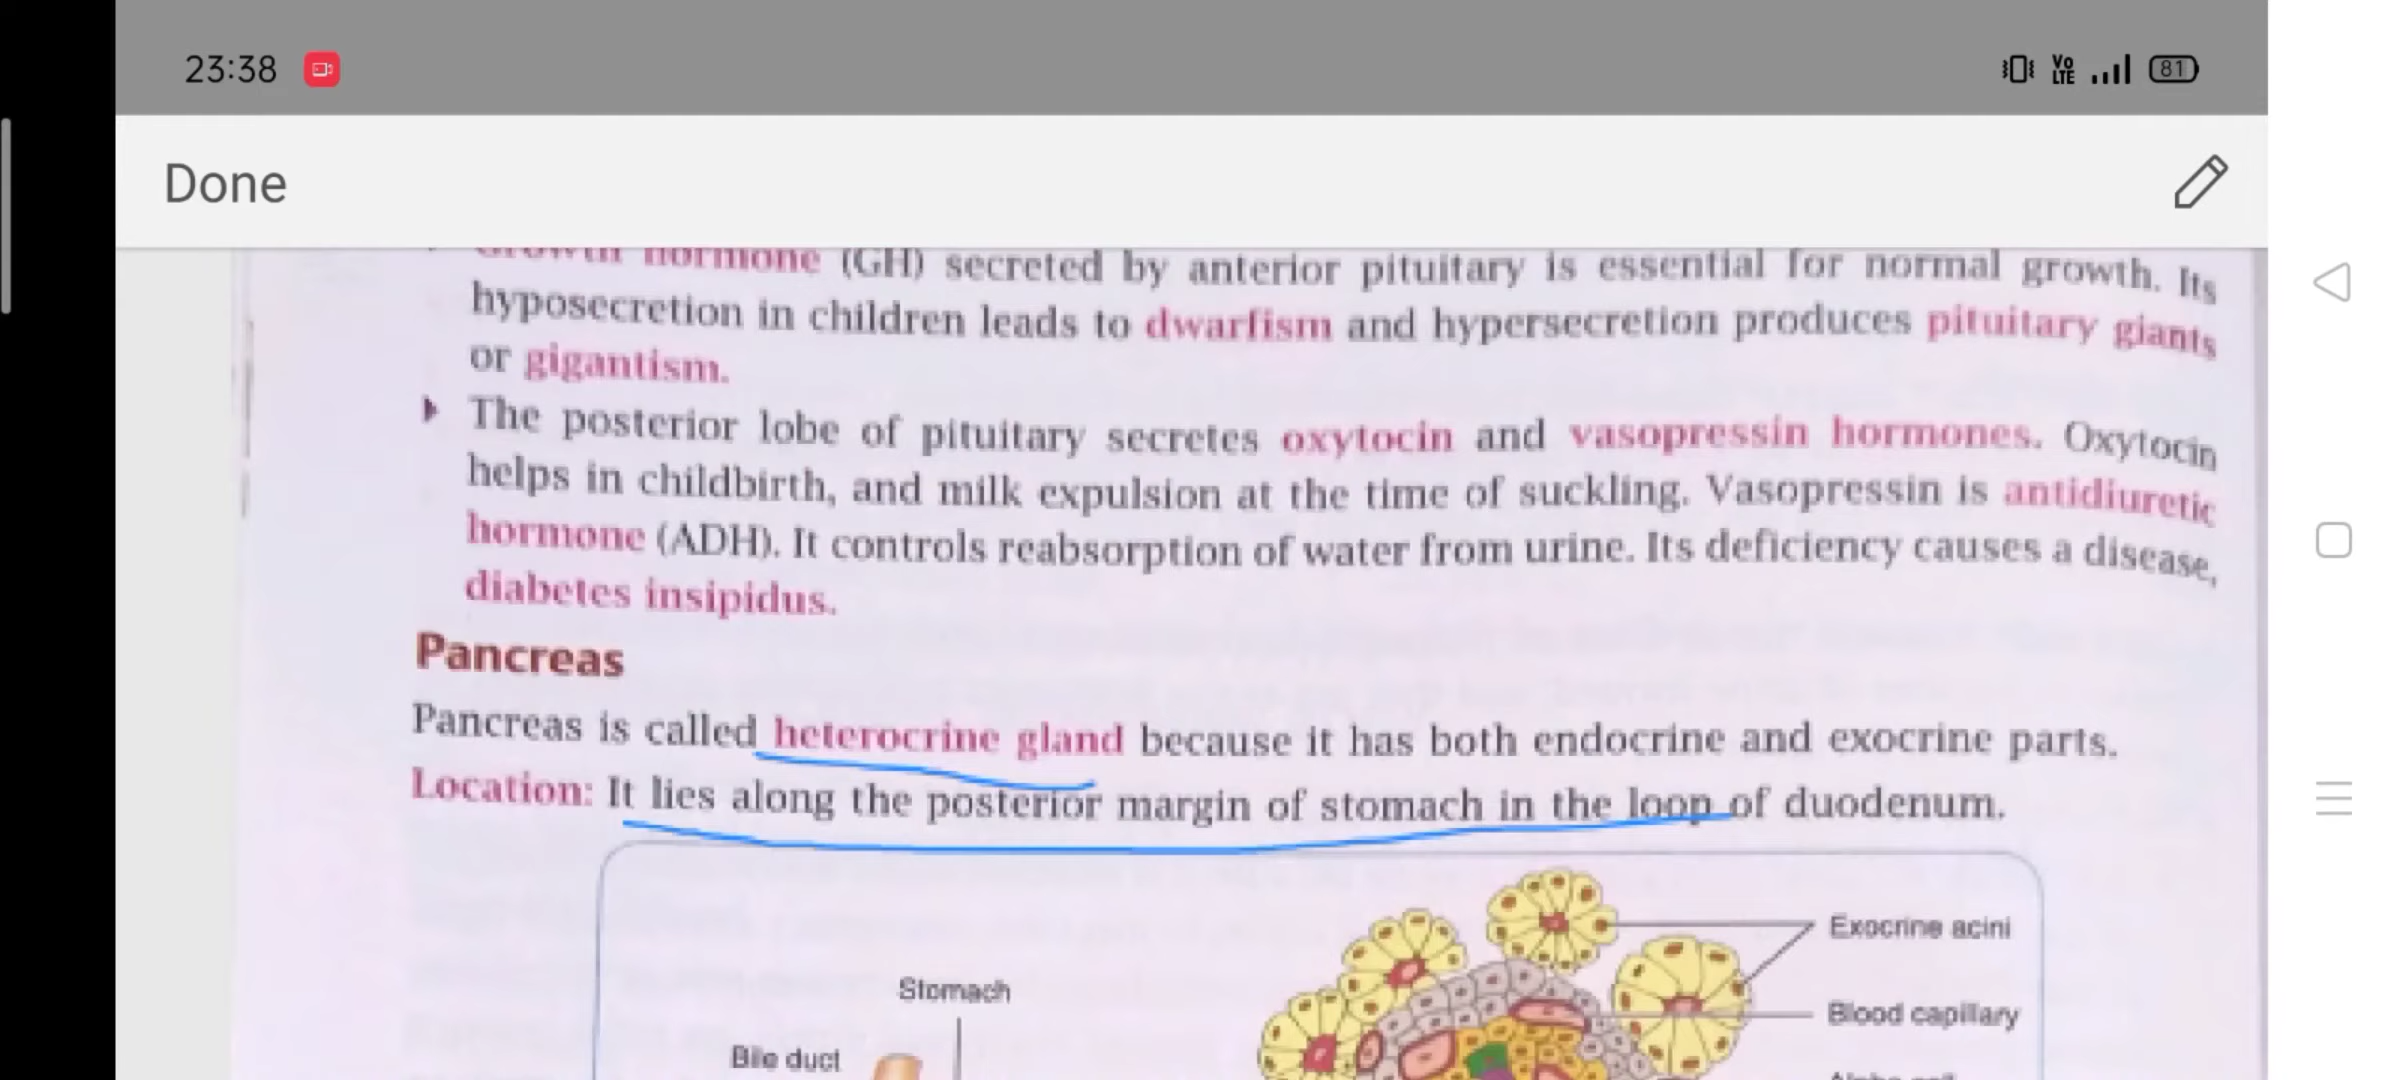 23:38
Vo LTE
81
Done
Growth hormone (GH) secreted by anterior pituitary is essential for normal growth. Its
hyposecretion in children leads to dwarfism and hypersecretion produces pituitary giants
or gigantism.
The posterior lobe of pituitary secretes oxytocin and vasopressin hormones. Oxytocin
helps in childbirth, and milk expulsion at the time of suckling. Vasopressin is antidiuretic
hormone (ADH). It controls reabsorption of water from urine. Its deficiency causes a disease,
diabetes insipidus.
Pancreas
Pancreas is called heterocrine gland because it has both endocrine and exocrine parts.
Location: It lies along the posterior margin of stomach in the loop of duodenum.
Exocrine acini
Stomach
Blood capillary
Bile duct